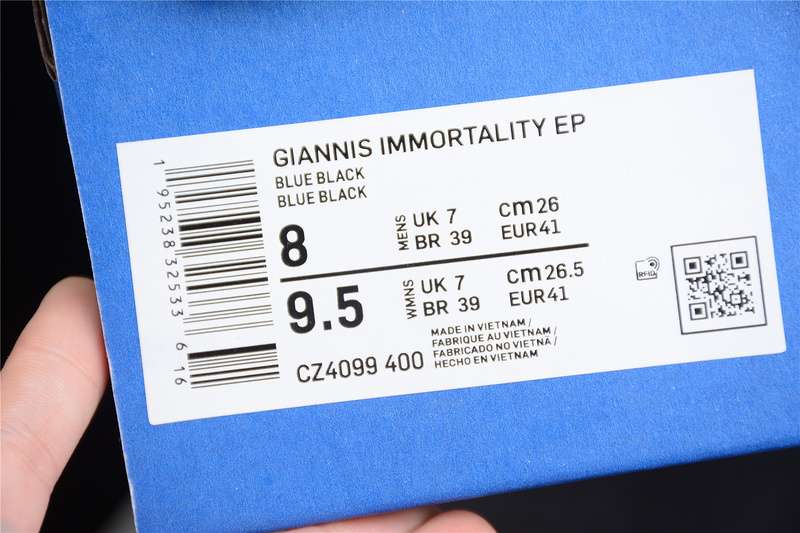 GIANNIS IMMORTALITY EP
BLUE BLACK
BLUE BLACK
8
MENS
UK 7 cm 26
BR 39 EUR41
9.5
WMNS
UK 7 cm 26.5
BR 39 EUR41
CZ4099 400
MADE IN VIETNAM /
FABRIQUE AU VIETNAM /
FABRICADO NO VIETNÃ /
HECHO EN VIETNAM
RFID
1 95238 32533 6 16